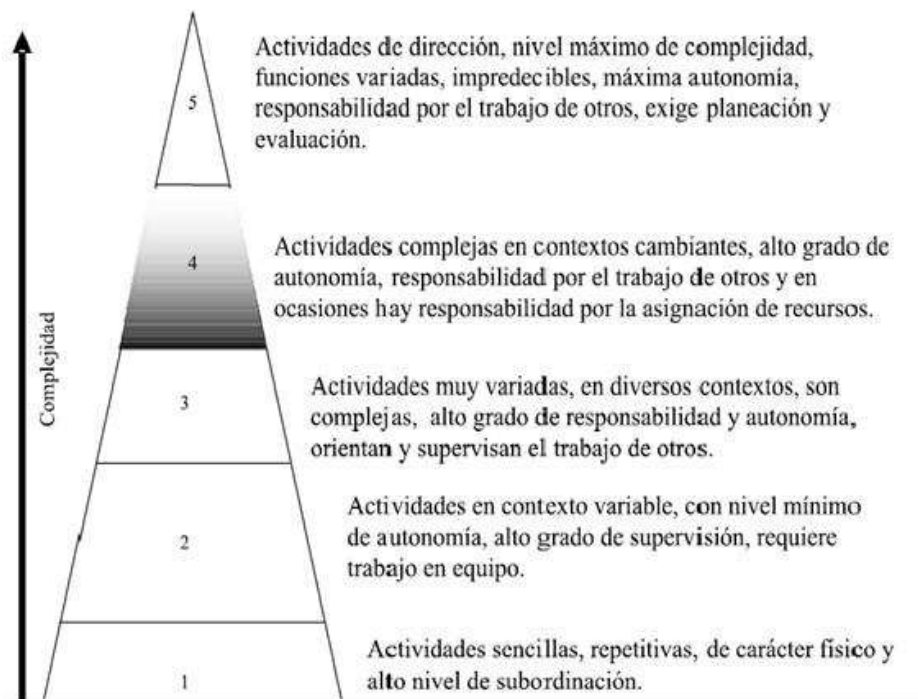 Actividades de dirección, nivel máximo de complejidad,
funciones variadas, impredecibles, máxima autonomía,
responsabilidad por el trabajo de otros, exige planeación y
evaluación.
5
Actividades complejas en contextos cambiantes, alto grado de
autonomía, responsabilidad por el trabajo de otros y en
ocasiones hay responsabilidad por la asignación de recursos.
4
Complejidad
Actividades muy variadas, en diversos contextos, son
complejas, alto grado de responsabilidad y autonomía,
orientan y supervisan el trabajo de otros.
3
Actividades en contexto variable, con nivel mínimo
de autonomía, alto grado de supervisión, requiere
trabajo en equipo.
2
Actividades sencillas, repetitivas, de carácter físico y
alto nivel de subordinación.
1